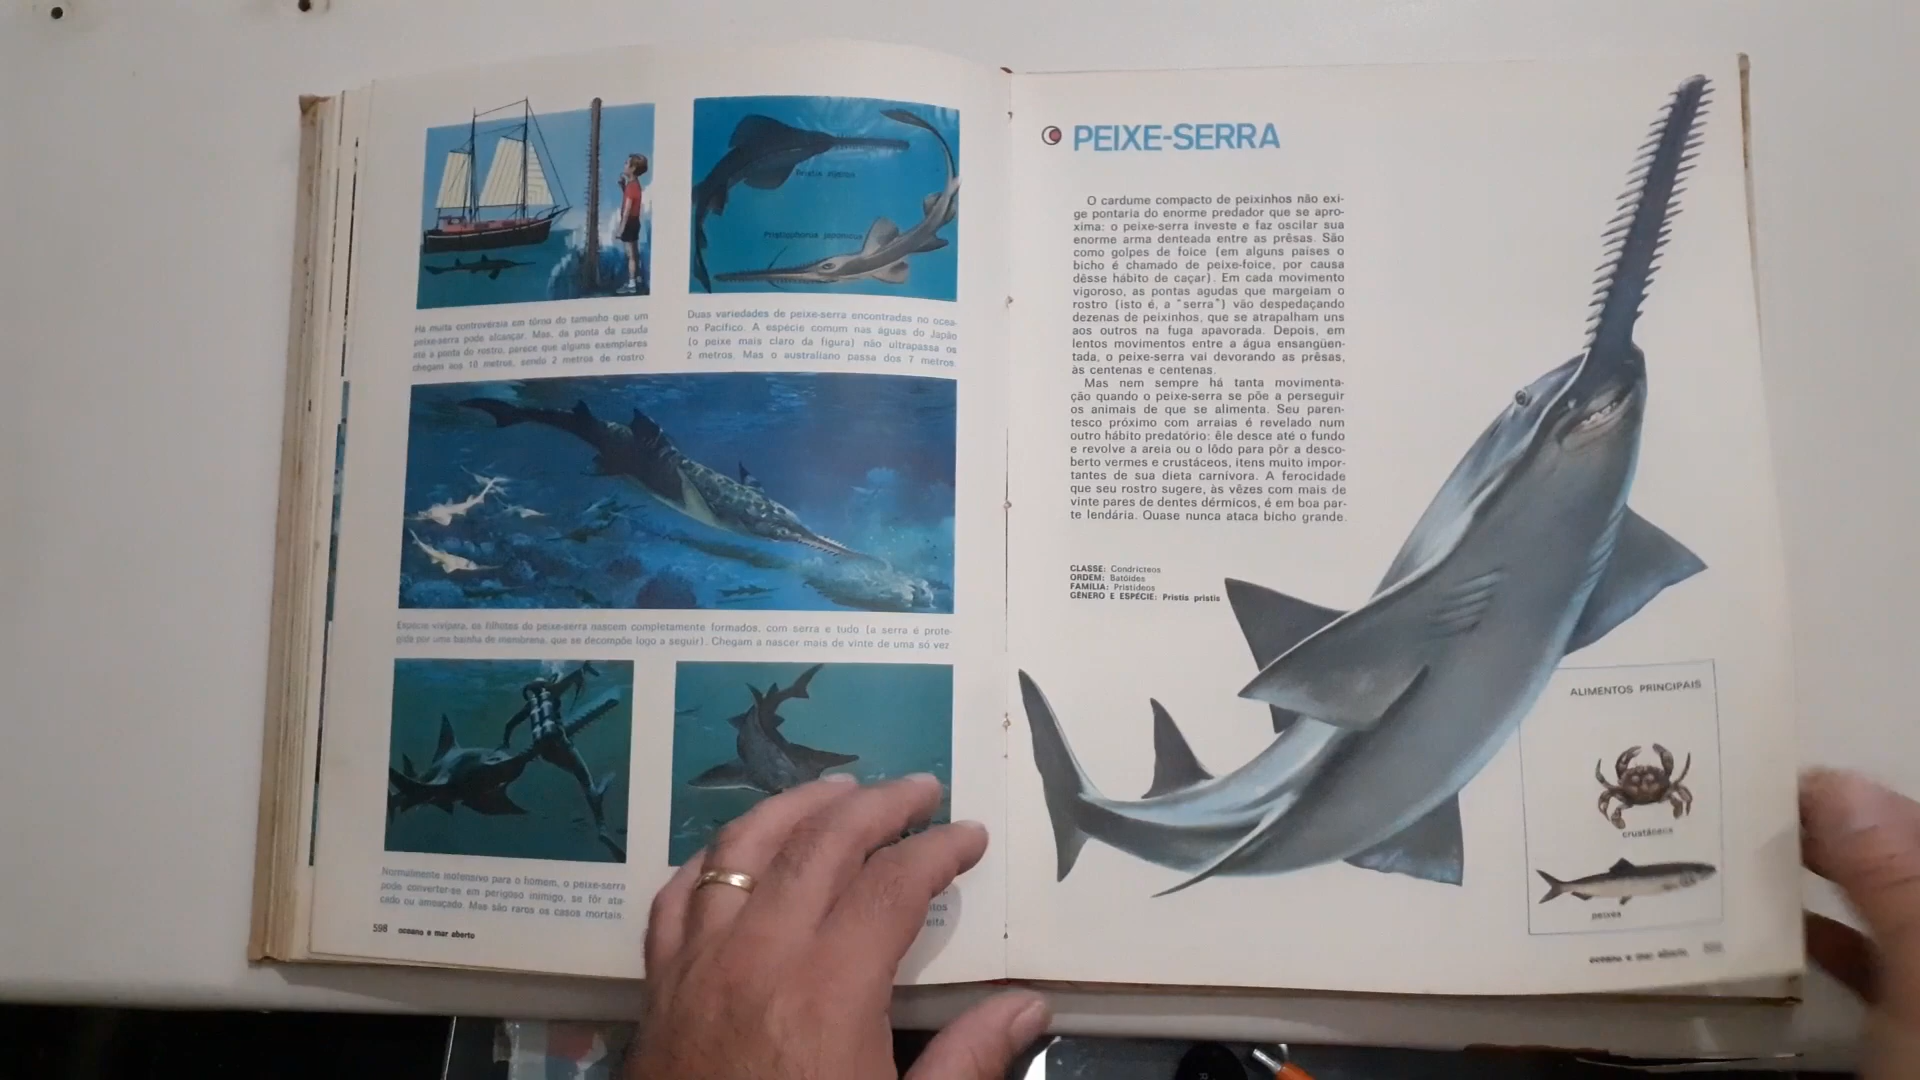 Pristiophorus japonicus
Há muita controvérsia em tôrno do tamanho que um
peixe-serra pode alcançar. Mas, da ponta da cauda
até a ponta do rostro, parece que alguns exemplares
chegam aos 10 metros, sendo 2 metros de rostro
Duas variedades de peixe-serra encontradas no ocea-
no Pacífico. A espécie comum nas águas do Japão
(o peixe mais claro da figura) não ultrapassa os
2 metros. Mas o australiano passa dos 7 metros.
Espécie vivípara, os filhotes do peixe-serra nascem completamente formados, com serra e tudo (a serra é prote-
gida por uma bainha de membrana, que se decompõe logo a seguir). Chegam a nascer mais de vinte de uma só vez
Normalmente inofensivo para o homem, o peixe-serra
pode converter-se em perigoso inimigo, se fôr ata-
cado ou ameaçado. Mas são raros os casos mortais
598 oceano e mar aberto
PEIXE-SERRA
O cardume compacto de peixinhos não exi-
ge pontaria do enorme predador que se apro-
xima: o peixe-serra investe e faz oscilar sua
enorme arma denteada entre as prêsas. São
como golpes de foice (em alguns países o
bicho é chamado de peixe-foice, por causa
dêsse hábito de caçar). Em cada movimento
vigoroso, as pontas agudas que margeiam o
rostro (isto é, a "serra") vão despedaçando
dezenas de peixinhos, que se atrapalham uns
aos outros na fuga apavorada. Depois, em
lentos movimentos entre a água ensangüen-
tada, o peixe-serra vai devorando as prêsas,
às centenas e centenas.
Mas nem sempre há tanta movimenta-
ção quando o peixe-serra se põe a perseguir
os animais de que se alimenta. Seu paren-
tesco próximo com arraias é revelado num
outro hábito predatório: êle desce até o fundo
e revolve a areia ou o lôdo para pôr a desco-
berto vermes e crustáceos, itens muito impor-
tantes de sua dieta carnívora. A ferocidade
que seu rostro sugere, às vêzes com mais de
vinte pares de dentes dérmicos, é em boa par-
te lendária. Quase nunca ataca bicho grande.
CLASSE: Condrícteos
ORDEM: Batóides
FAMÍLIA: Pristídeos
GÊNERO E ESPÉCIE: Pristis pristis
ALIMENTOS PRINCIPAIS
crustáceos
peixes
oceano e mar aberto